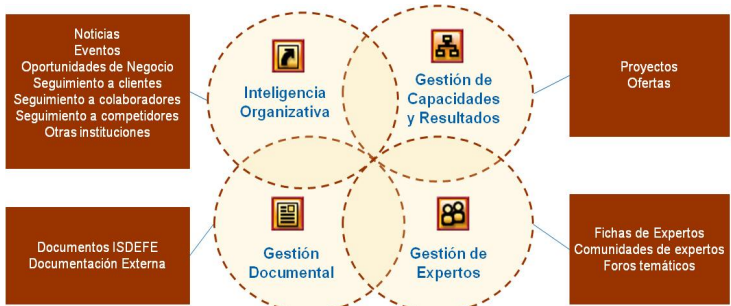 Noticias
Eventos
Oportunidades de Negocio
Seguimiento a clientes
Seguimiento a colaboradores
Seguimiento a competidores
Otras instituciones
Inteligencia
Organizativa
Gestión de
Capacidades
y Resultados
Proyectos
Ofertas
Documentos ISDEFE
Documentación Externa
Gestión
Documental
Gestión de
Expertos
Fichas de Expertos
Comunidades de expertos
Foros temáticos